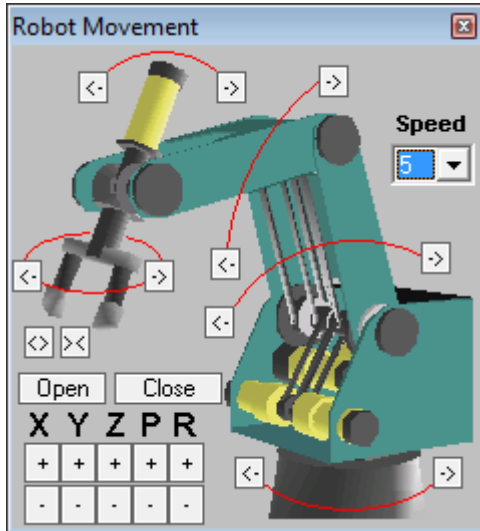 Robot Movement
<- ->
->
Speed
5
<- ->
<-
->
<-
<> ><
Open Close
X Y Z P R
+ + + + +
- - - - -
<- ->